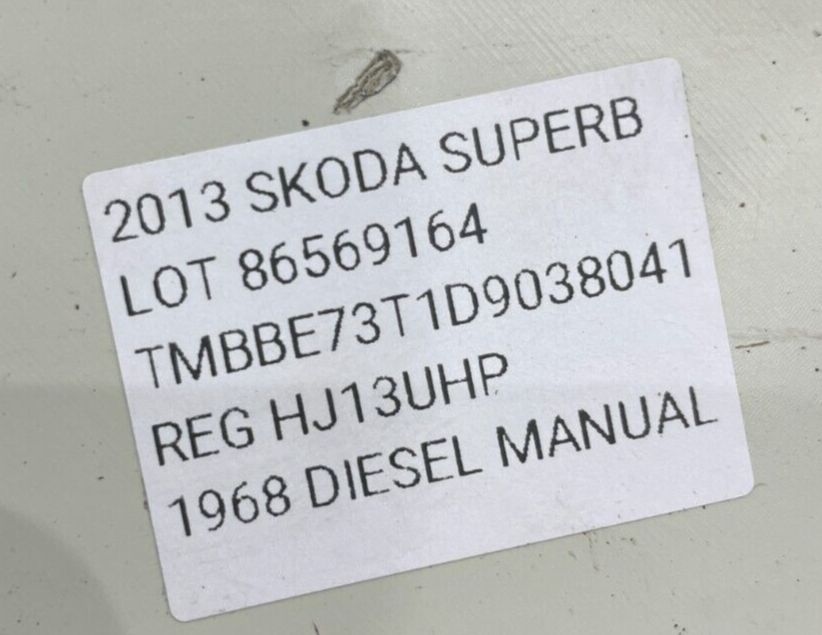 2013 SKODA SUPERB
LOT 86569164
TMBBE73T1D9038041
REG HJ13UHP
1968 DIESEL MANUAL